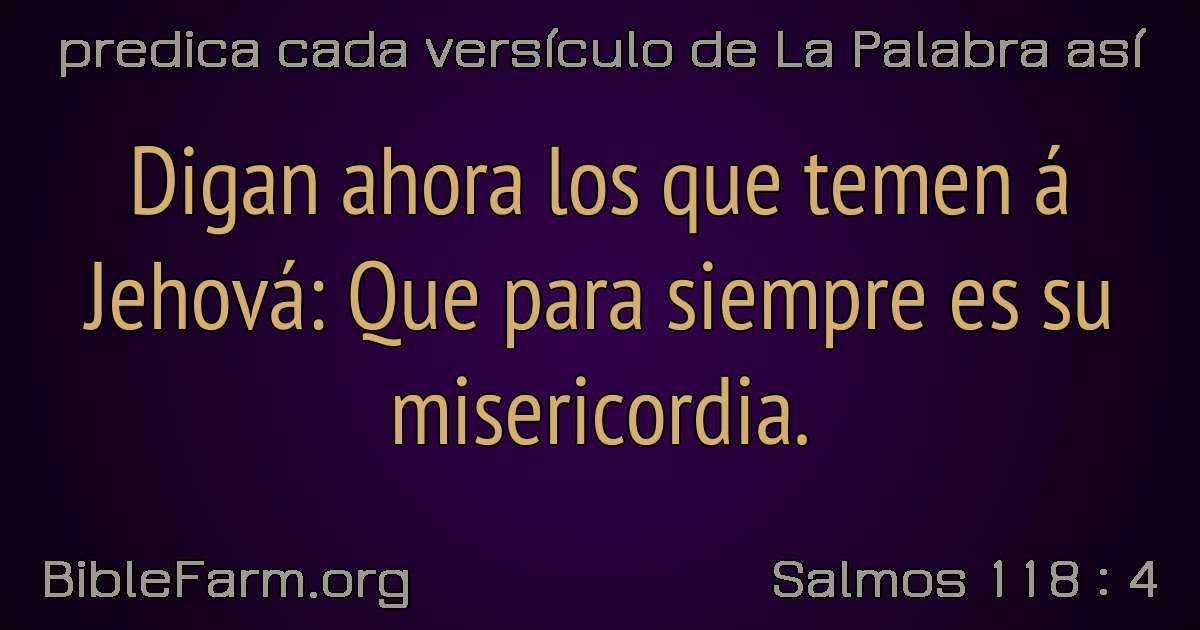 predica cada versículo de La Palabra así
Digan ahora los que temen á
Jehová: Que para siempre es su
misericordia.
BibleFarm.org
Salmos 118 : 4